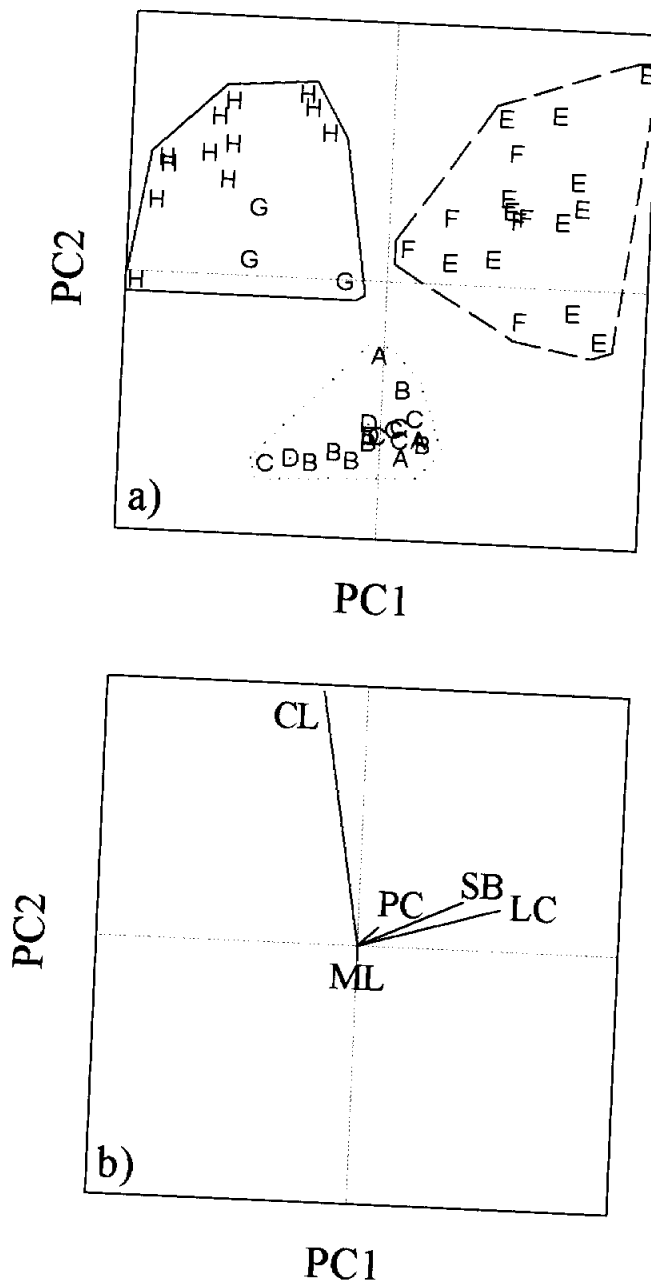 H H H H H H H H H H H H H
G G G
E E E E E E E E E E E E
F F F F F F
A A A
B B B B B B
C C C C C
D D
PC2
a)
PC1
CL
PC SB LC
ML
PC2
b)
PC1